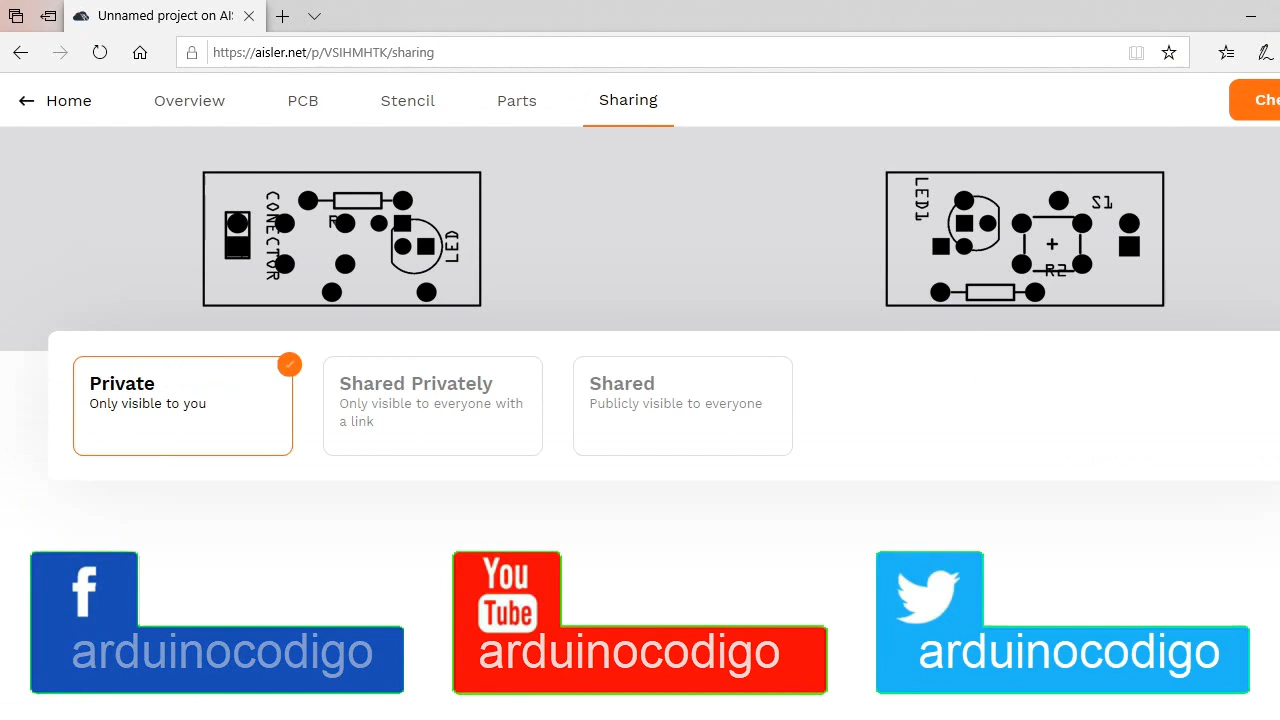 Unnamed project on AI
https://aisler.net/p/VSIHMHTK/sharing
Home
Overview
PCB
Stencil
Parts
Sharing
Che
CONECTOR
R
LED
LED1
S1
R2
Private
Only visible to you
Shared Privately
Only visible to everyone with
a link
Shared
Publicly visible to everyone
f
You
Tube
arduinocodigo
arduinocodigo
arduinocodigo